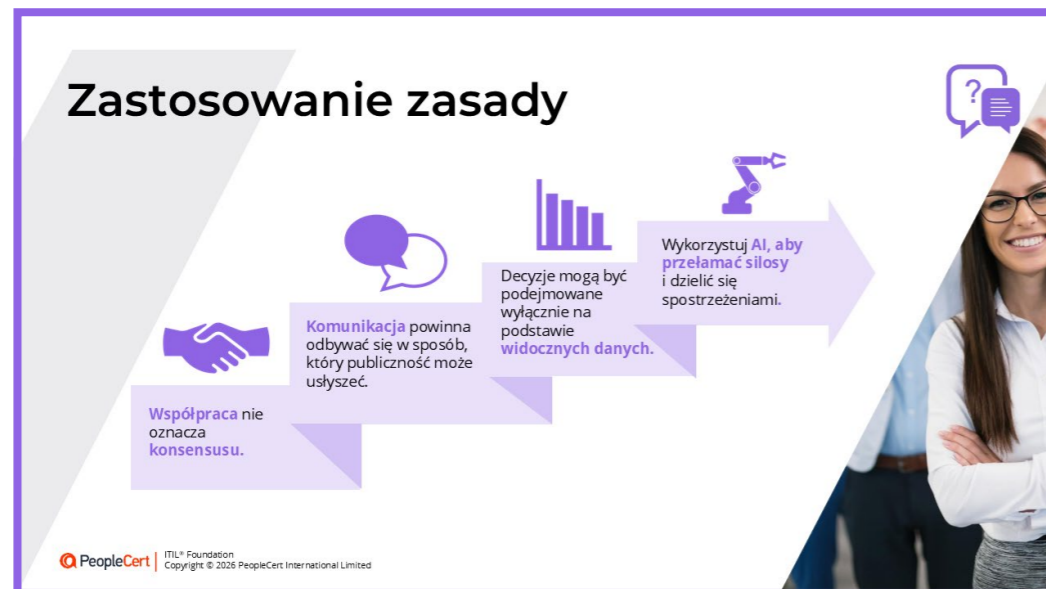 Zastosowanie zasady
?
Współpraca nie
oznacza
konsensusu.
Komunikacja powinna
odbywać się w sposób,
który publiczność może
usłyszeć.
Decyzje mogą być
podejmowane
wyłącznie na
podstawie
widocznych danych.
Wykorzystuj AI, aby
przełamać silosy
i dzielić się
spostrzeżeniami.
PeopleCert
ITIL® Foundation
Copyright © 2026 PeopleCert International Limited